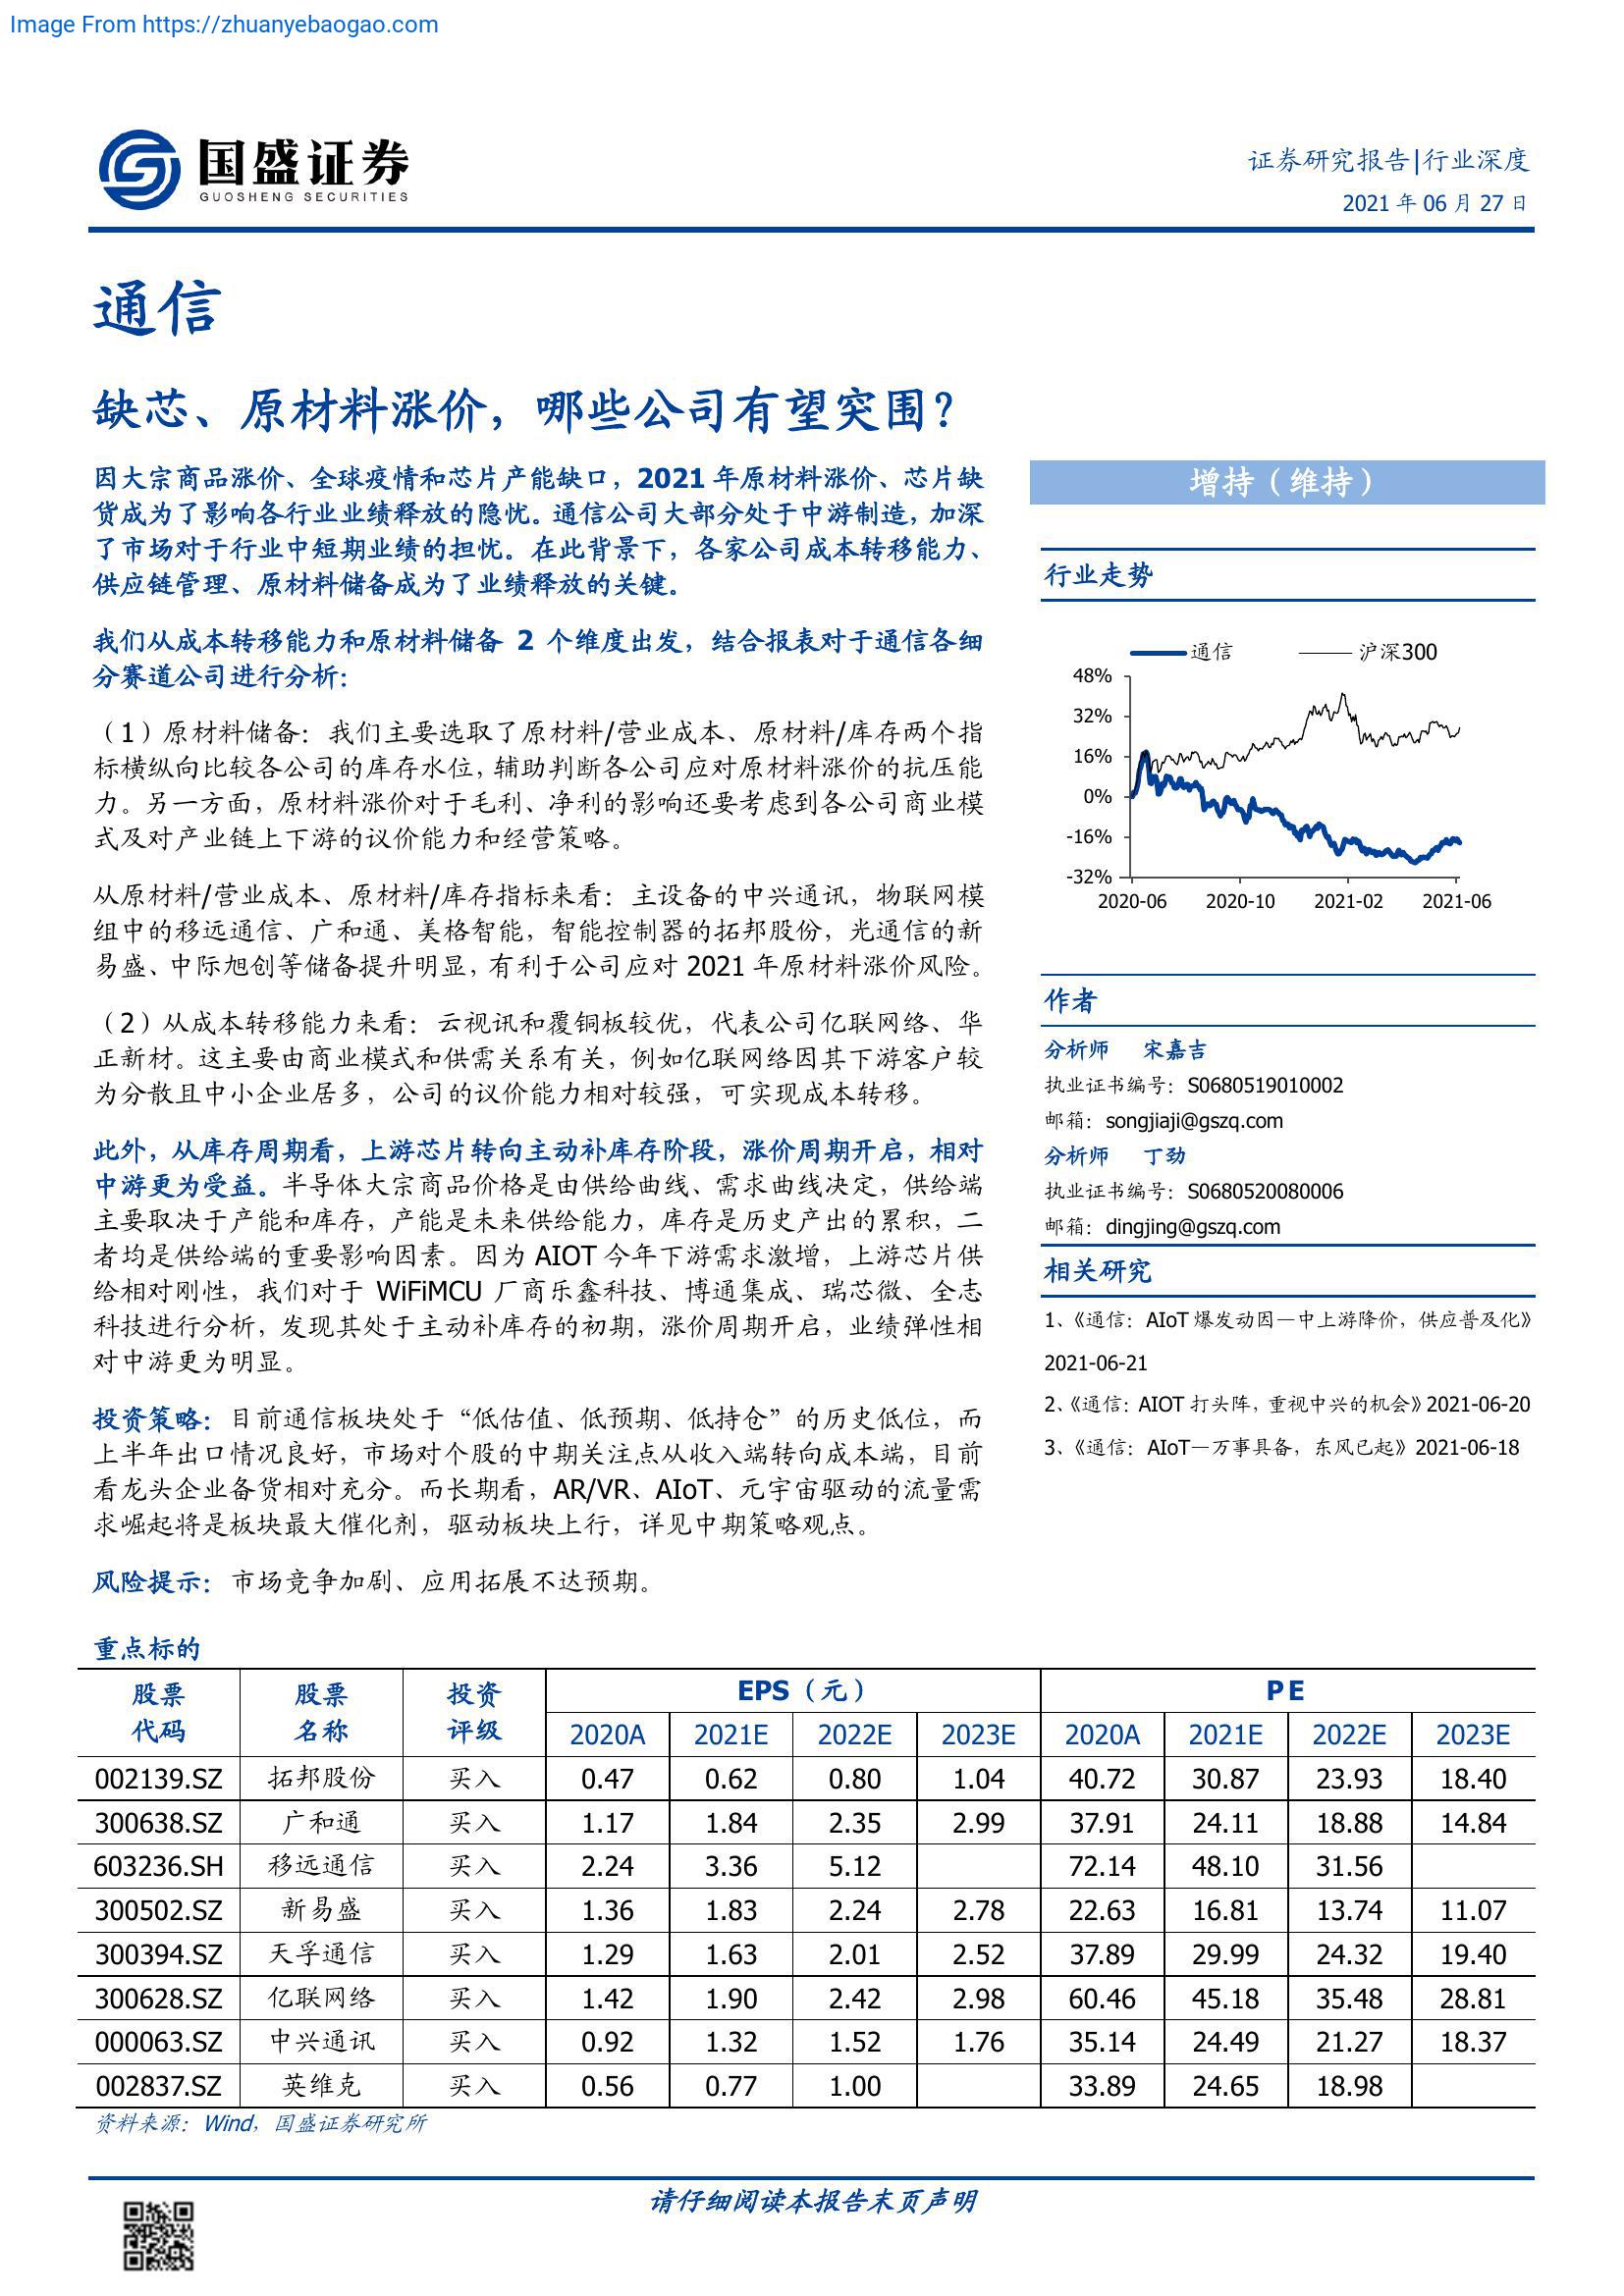 Image From https://zhuanyebaogao.com
国盛证券
GUOSHENG SECURITIES
证券研究报告|行业深度
2021 年 06 月 27 日
通信
缺芯、原材料涨价，哪些公司有望突围？
因大宗商品涨价、全球疫情和芯片产能缺口，2021 年原材料涨价、芯片缺
货成为了影响各行业业绩释放的隐忧。通信公司大部分处于中游制造，加深
了市场对于行业中短期业绩的担忧。在此背景下，各家公司成本转移能力、
供应链管理、原材料储备成为了业绩释放的关键。
我们从成本转移能力和原材料储备 2 个维度出发，结合报表对于通信各细
分赛道公司进行分析：
（1）原材料储备：我们主要选取了原材料/营业成本、原材料/库存两个指
标横纵向比较各公司的库存水位，辅助判断各公司应对原材料涨价的抗压能
力。另一方面，原材料涨价对于毛利、净利的影响还要考虑到各公司商业模
式及对产业链上下游的议价能力和经营策略。
从原材料/营业成本、原材料/库存指标来看：主设备的中兴通讯，物联网模
组中的移远通信、广和通、美格智能，智能控制器的拓邦股份，光通信的新
易盛、中际旭创等储备提升明显，有利于公司应对 2021 年原材料涨价风险。
（2）从成本转移能力来看：云视讯和覆铜板较优，代表公司亿联网络、华
正新材。这主要由商业模式和供需关系有关，例如亿联网络因其下游客户较
为分散且中小企业居多，公司的议价能力相对较强，可实现成本转移。
此外，从库存周期看，上游芯片转向主动补库存阶段，涨价周期开启，相对
中游更为受益。半导体大宗商品价格是由供给曲线、需求曲线决定，供给端
主要取决于产能和库存，产能是未来供给能力，库存是历史产出的累积，二
者均是供给端的重要影响因素。因为 AIOT 今年下游需求激增，上游芯片供
给相对刚性，我们对于 WiFiMCU 厂商乐鑫科技、博通集成、瑞芯微、全志
科技进行分析，发现其处于主动补库存的初期，涨价周期开启，业绩弹性相
对中游更为明显。
投资策略：目前通信板块处于“低估值、低预期、低持仓”的历史低位，而
上半年出口情况良好，市场对个股的中期关注点从收入端转向成本端，目前
看龙头企业备货相对充分。而长期看，AR/VR、AIoT、元宇宙驱动的流量需
求崛起将是板块最大催化剂，驱动板块上行，详见中期策略观点。
风险提示：市场竞争加剧、应用拓展不达预期。
增持（维持）
行业走势
通信 沪深300
48%
32%
16%
0%
-16%
-32%
2020-06 2020-10 2021-02 2021-06
作者
分析师 宋嘉吉
执业证书编号：S0680519010002
邮箱：songjiaji@gszq.com
分析师 丁劲
执业证书编号：S0680520080006
邮箱：dingjing@gszq.com
相关研究
1、《通信：AIoT 爆发动因—中上游降价，供应普及化》
2021-06-21
2、《通信：AIOT 打头阵，重视中兴的机会》2021-06-20
3、《通信：AIoT—万事具备，东风已起》2021-06-18
重点标的
股票 股票 投资 EPS（元） PE
代码 名称 评级 2020A 2021E 2022E 2023E 2020A 2021E 2022E 2023E
002139.SZ 拓邦股份 买入 0.47 0.62 0.80 1.04 40.72 30.87 23.93 18.40
300638.SZ 广和通 买入 1.17 1.84 2.35 2.99 37.91 24.11 18.88 14.84
603236.SH 移远通信 买入 2.24 3.36 5.12 72.14 48.10 31.56
300502.SZ 新易盛 买入 1.36 1.83 2.24 2.78 22.63 16.81 13.74 11.07
300394.SZ 天孚通信 买入 1.29 1.63 2.01 2.52 37.89 29.99 24.32 19.40
300628.SZ 亿联网络 买入 1.42 1.90 2.42 2.98 60.46 45.18 35.48 28.81
000063.SZ 中兴通讯 买入 0.92 1.32 1.52 1.76 35.14 24.49 21.27 18.37
002837.SZ 英维克 买入 0.56 0.77 1.00 33.89 24.65 18.98
资料来源：Wind，国盛证券研究所
请仔细阅读本报告末页声明